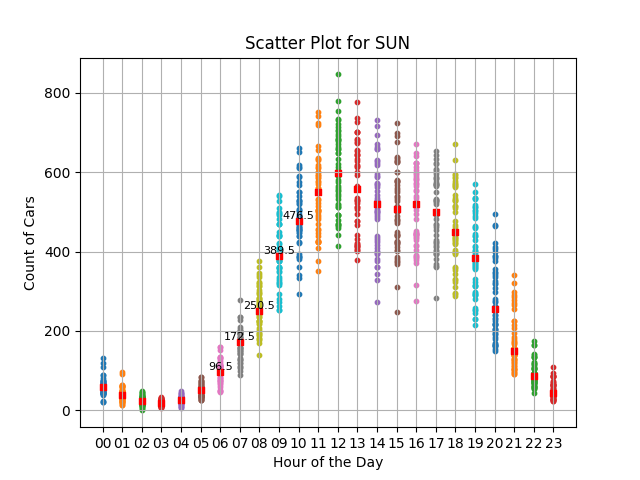 Scatter Plot for SUN
Count of Cars
800
600
400
200
0
476.5
389.5
250.5
172.5
96.5
00 01 02 03 04 05 06 07 08 09 10 11 12 13 14 15 16 17 18 19 20 21 22 23
Hour of the Day